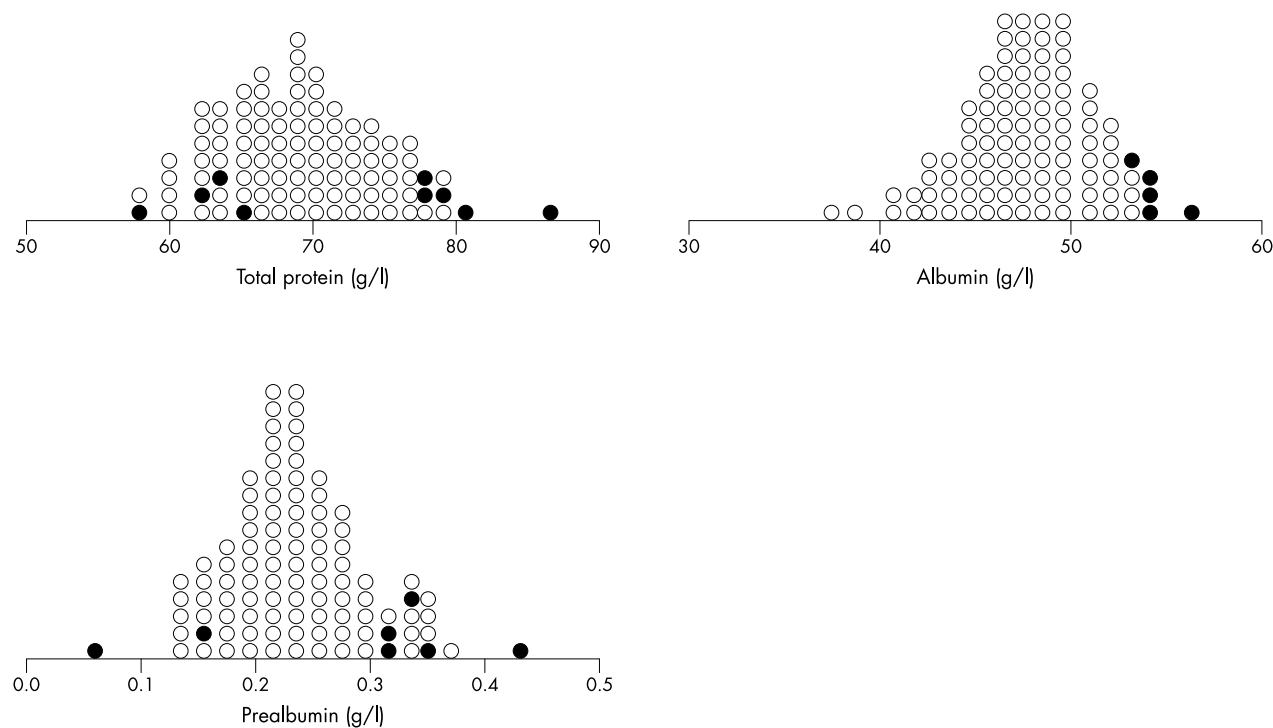 50 60 70 80 90
Total protein (g/l)
30 40 50 60
Albumin (g/l)
0.0 0.1 0.2 0.3 0.4 0.5
Prealbumin (g/l)